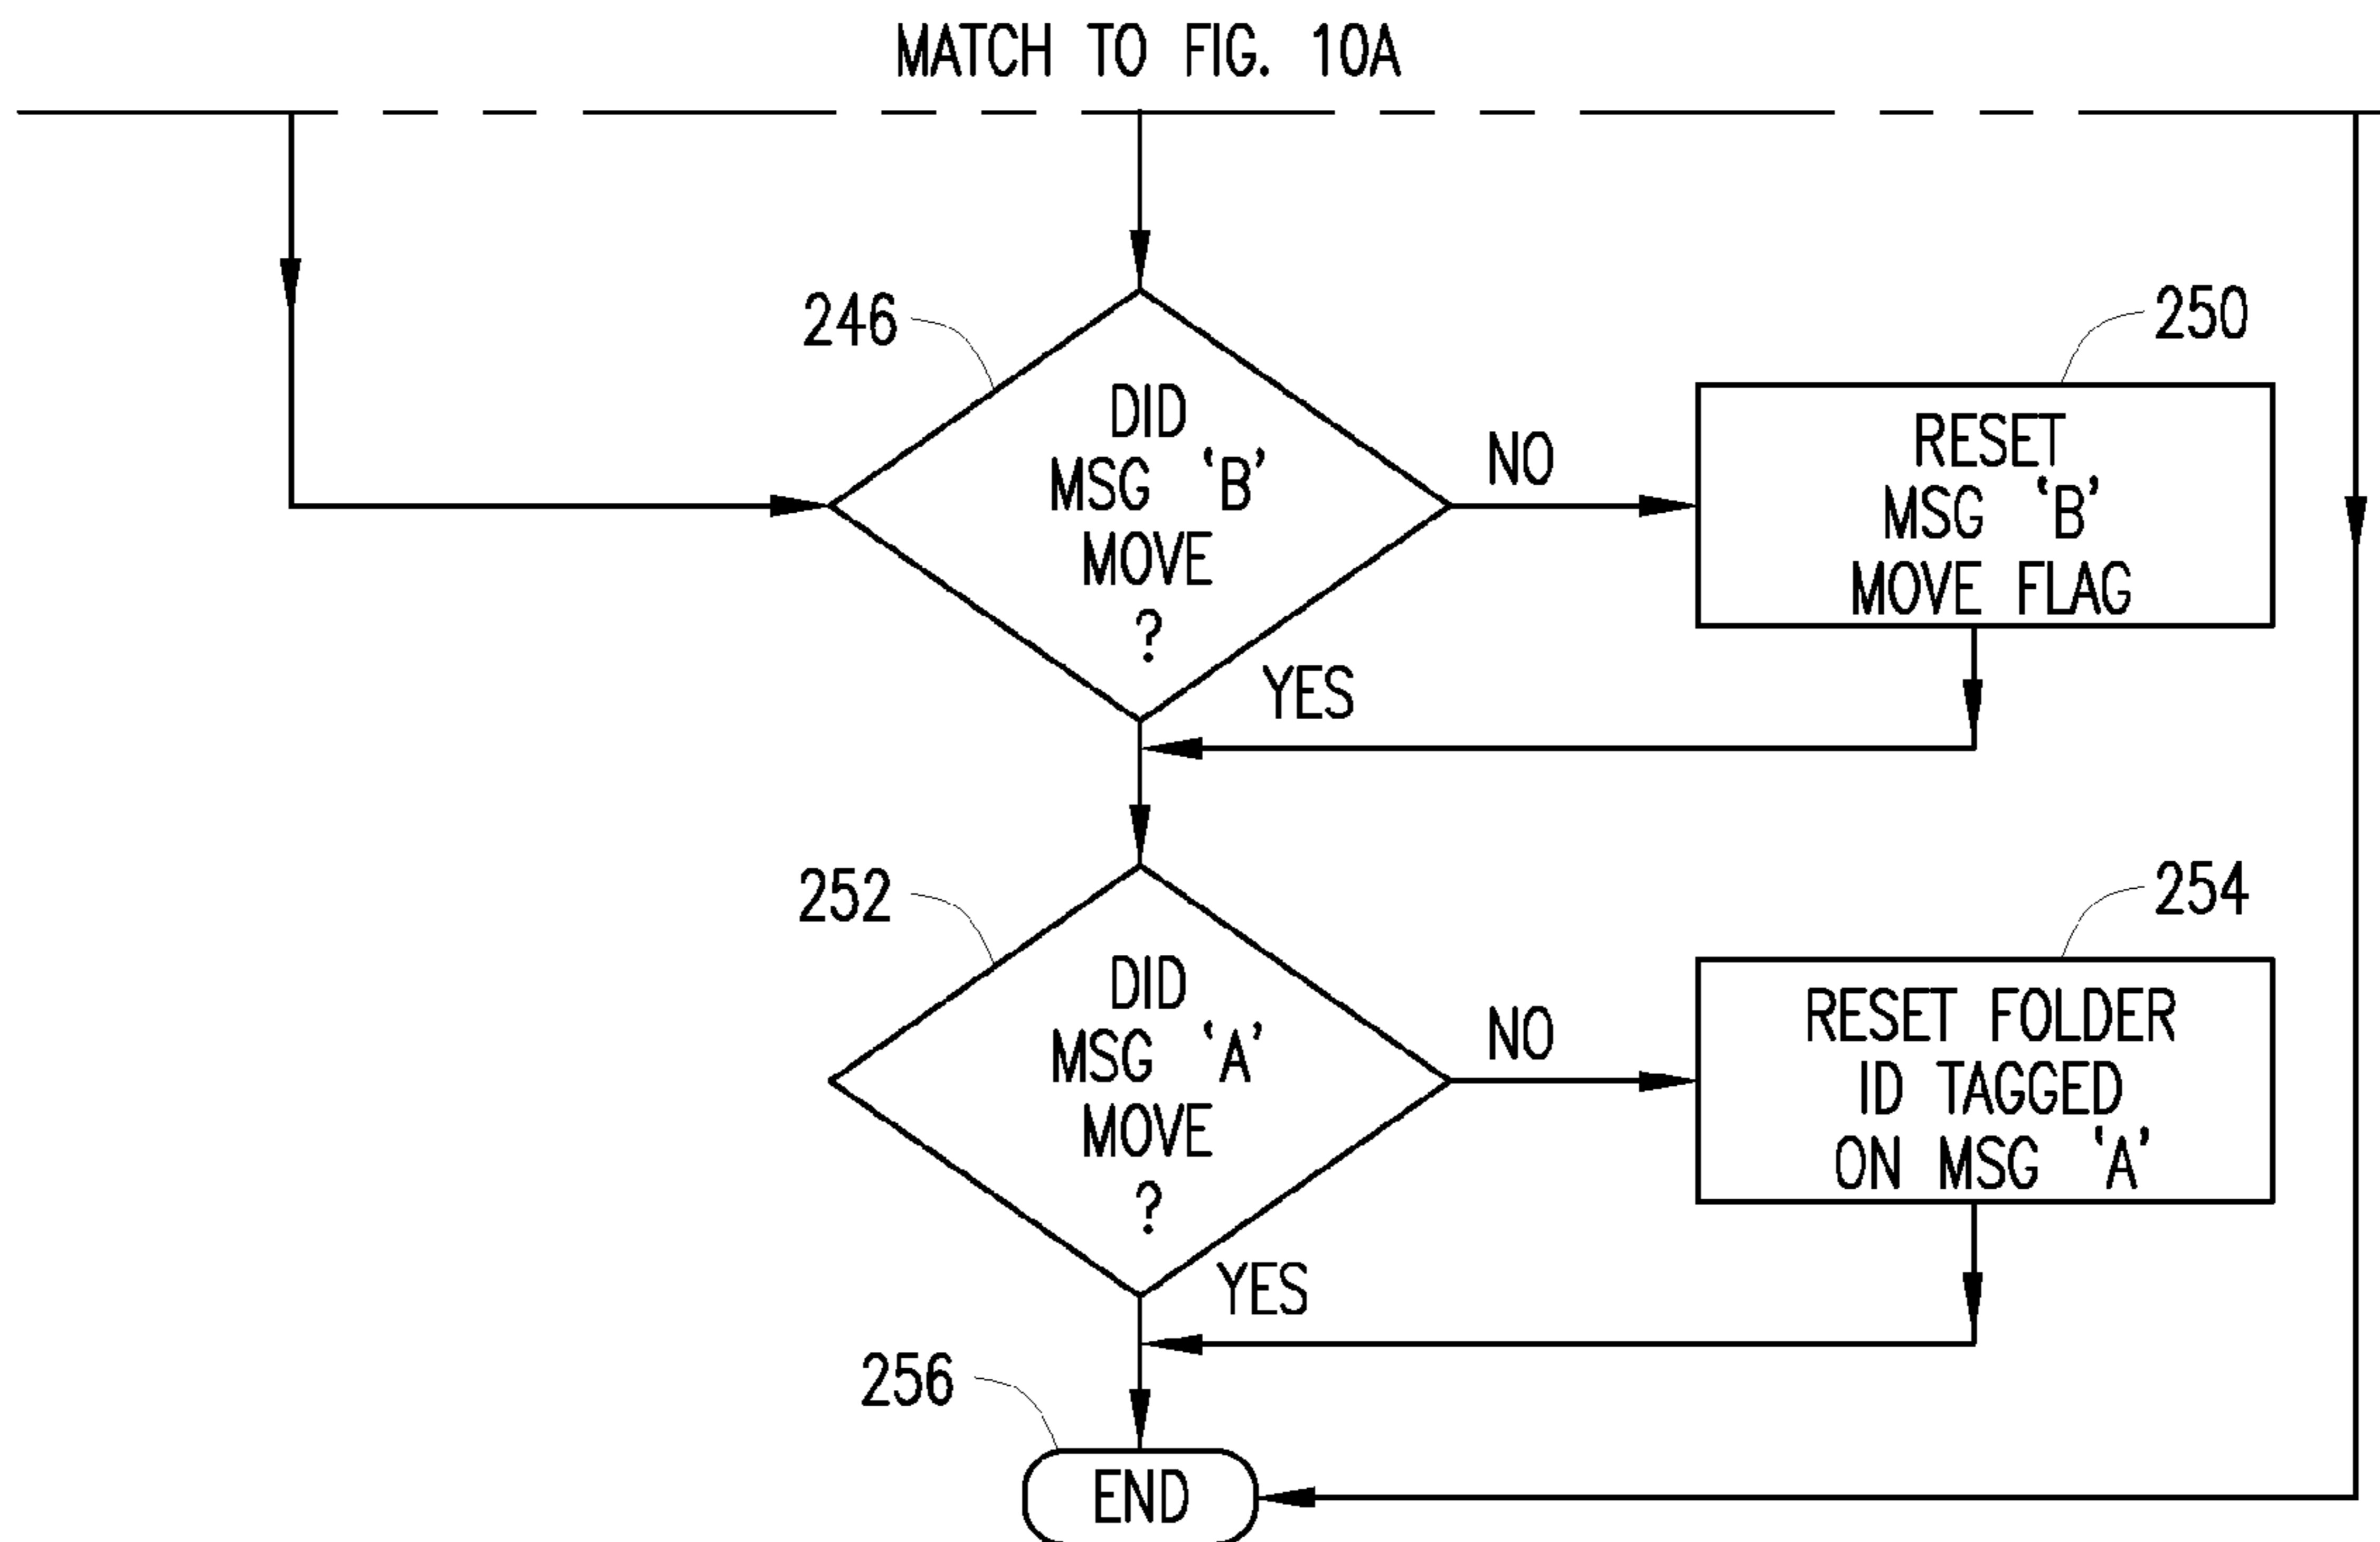 MATCH TO FIG. 10A
246
DID
MSG ‘B’
MOVE
?
NO
YES
250
RESET
MSG ‘B’
MOVE FLAG
252
DID
MSG ‘A’
MOVE
?
NO
YES
254
RESET FOLDER
ID TAGGED
ON MSG ‘A’
256
END